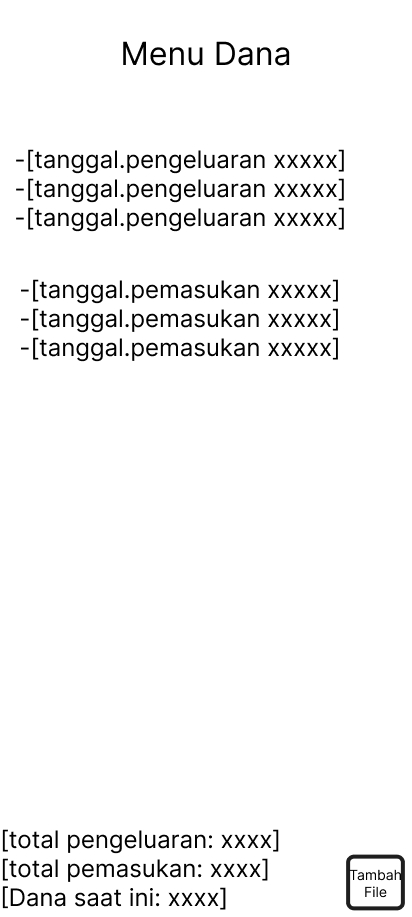 Menu Dana
-[tanggal.pengeluaran xxxxx]
-[tanggal.pengeluaran xxxxx]
-[tanggal.pengeluaran xxxxx]
-[tanggal.pemasukan xxxxx]
-[tanggal.pemasukan xxxxx]
-[tanggal.pemasukan xxxxx]
[total pengeluaran: xxxx]
[total pemasukan: xxxx]
[Dana saat ini: xxxx]
Tambah
File